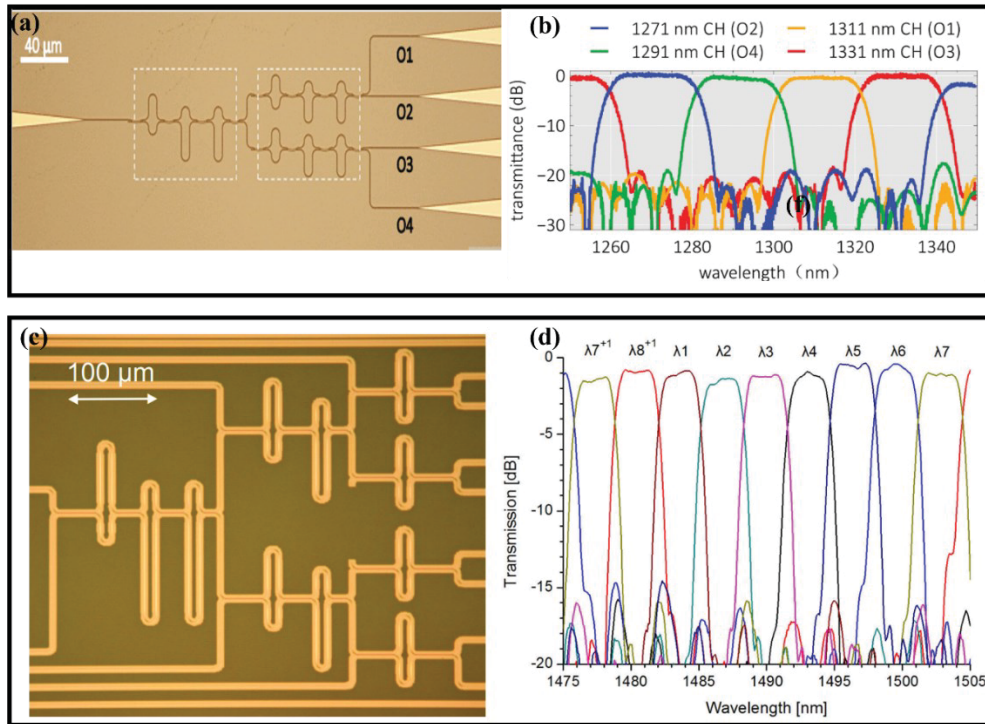 (a)
40 μm
O1
O2
O3
O4
(b)
1271 nm CH (O2)
1311 nm CH (O1)
1291 nm CH (O4)
1331 nm CH (O3)
transmittance (dB)
0
−10
−20
−30
(f)
1260 1280 1300 1320 1340
wavelength（nm）
(c)
100 μm
(d)
λ7+1 λ8+1 λ1 λ2 λ3 λ4 λ5 λ6 λ7
Transmission [dB]
0
-5
-10
-15
-20
1475 1480 1485 1490 1495 1500 1505
Wavelength [nm]